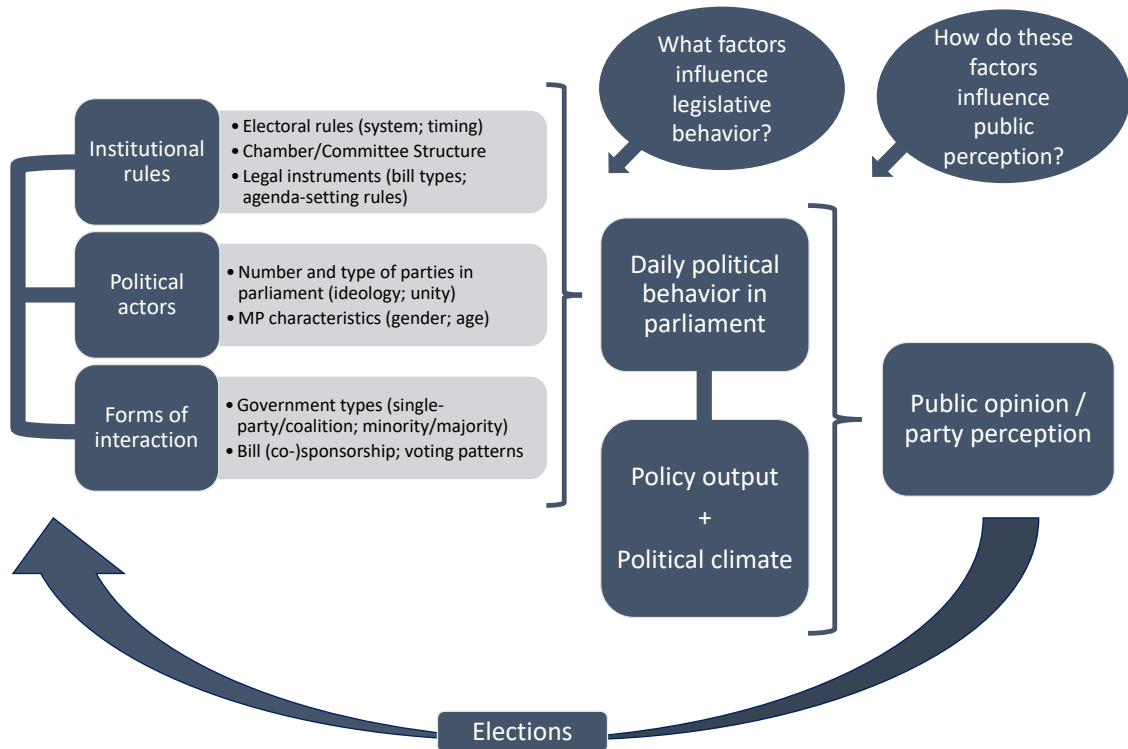 What factors
influence
legislative
behavior?
How do these
factors
influence
public
perception?
Institutional
rules
• Electoral rules (system; timing)
• Chamber/Committee Structure
• Legal instruments (bill types;
agenda-setting rules)
Political
actors
• Number and type of parties in
parliament (ideology; unity)
• MP characteristics (gender; age)
Forms of
interaction
• Government types (single-
party/coalition; minority/majority)
• Bill (co-)sponsorship; voting patterns
Daily political
behavior in
parliament
Policy output
+
Political climate
Public opinion /
party perception
Elections